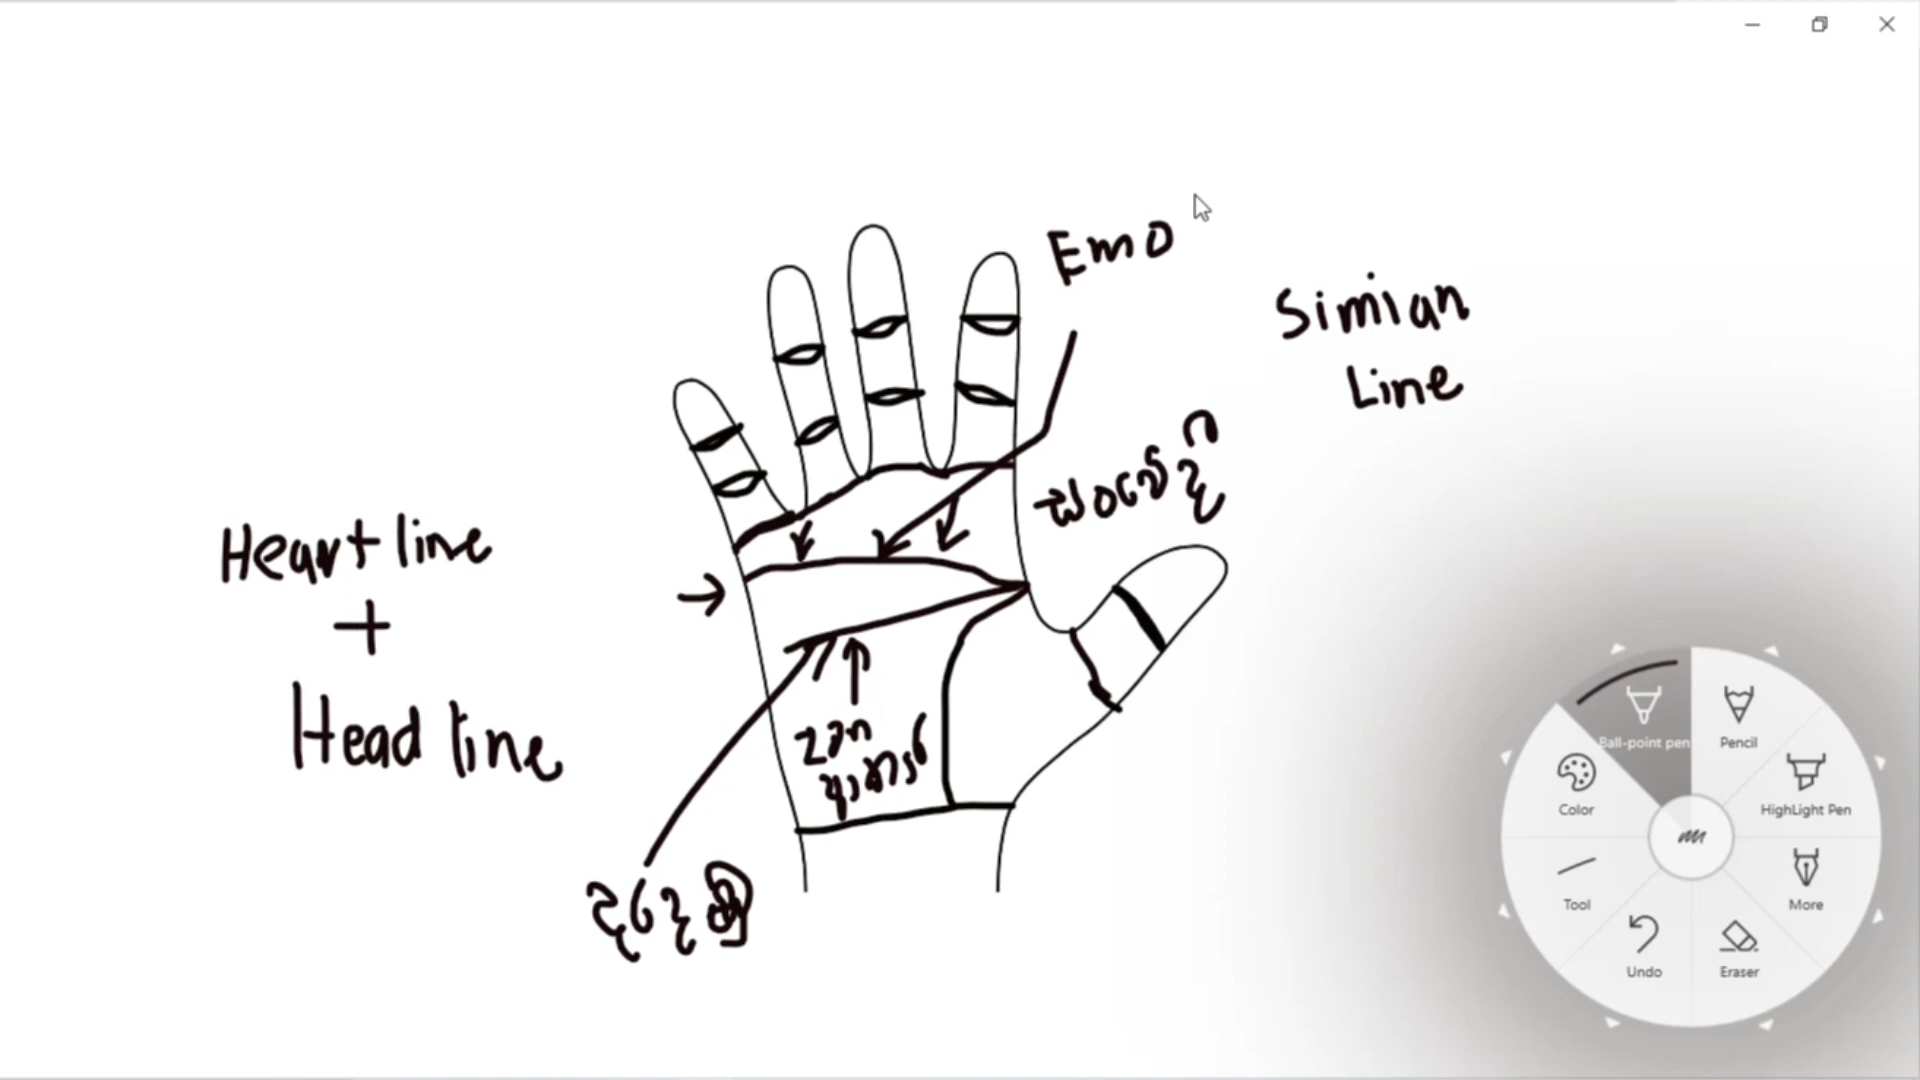 Emo
Simian
Line
Heart line
+
Head line
Ball-point pen
Pencil
Color
HighLight Pen
Tool
More
Undo
Eraser